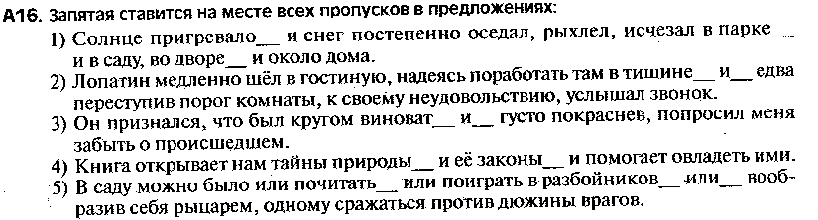 А16. Запятая ставится на месте всех пропусков в предложениях:
1) Солнце пригревало__ и снег постепенно оседал, рыхлел, исчезал в парке __
и в саду, во дворе__ и около дома.
2) Лопатин медленно шёл в гостиную, надеясь поработать там в тишине__ и__ едва
переступив порог комнаты, к своему неудовольствию, услышал звонок.
3) Он признался, что был кругом виноват__ и__ густо покраснев, попросил меня
забыть о происшедшем.
4) Книга открывает нам тайны природы__ и её законы__ и помогает овладеть ими.
5) В саду можно было или почитать__ или поиграть в разбойников__ или__ вооб-
разив себя рыцарем, одному сражаться против дюжины врагов.